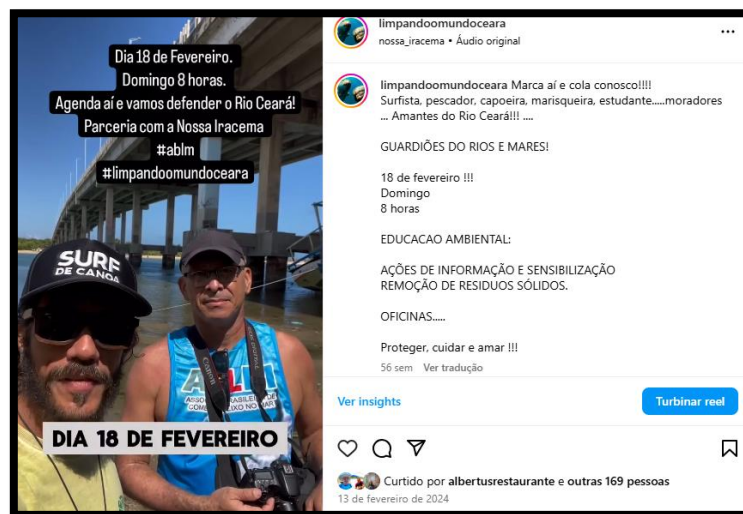 Dia 18 de Fevereiro.
Domingo 8 horas.
Agenda aí e vamos defender o Rio Ceará!
Parceria com a Nossa Iracema
#ablm
#limpandoomundoceara
SURF
DE CANOA
Canon
ABLM
DIA 18 DE FEVEREIRO
limpandoomundoceara
nossa_iracema • Áudio original
limpandoomundoceara Marca aí e cola conosco!!!!
Surfista, pescador, capoeira, marisqueira, estudante.....moradores
... Amantes do Rio Ceará!!! ....
GUARDIÕES DO RIOS E MARES!
18 de fevereiro !!!
Domingo
8 horas
EDUCACAO AMBIENTAL:
AÇÕES DE INFORMAÇÃO E SENSIBILIZAÇÃO
REMOÇÃO DE RESIDUOS SÓLIDOS.
OFICINAS.....
Proteger, cuidar e amar !!!
56 sem Ver tradução
Ver insights
Turbinar reel
Curtido por albertusrestaurante e outras 169 pessoas
13 de fevereiro de 2024